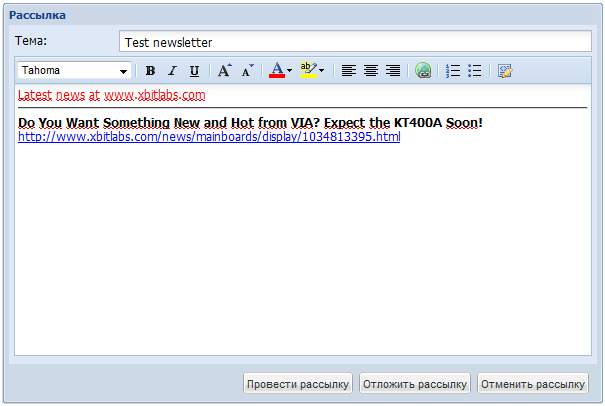 Рассылка
Тема: Test newsletter
Tahoma B I U A A A ab
Latest news at www.xbitlabs.com
Do You Want Something New and Hot from VIA? Expect the KT400A Soon!
http://www.xbitlabs.com/news/mainboards/display/1034813395.html
Провести рассылку Отложить рассылку Отменить рассылку